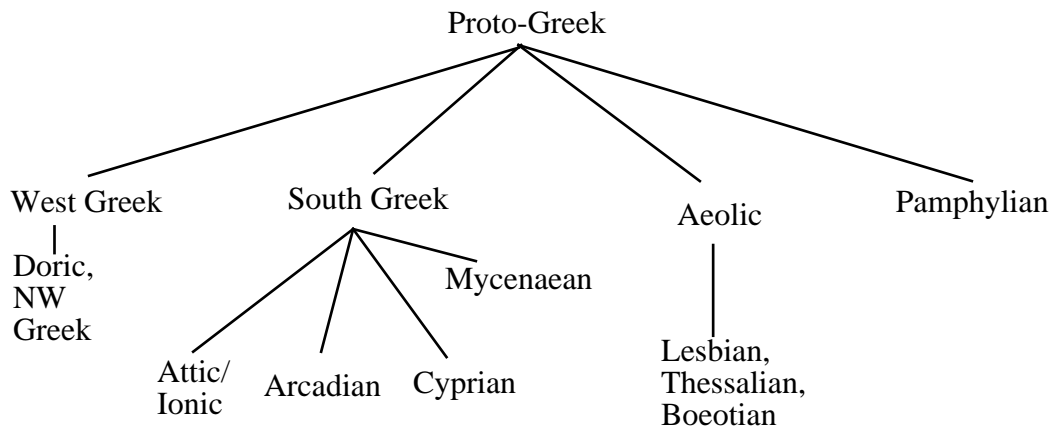 Proto-Greek
West Greek
South Greek
Aeolic
Pamphylian
Doric,
NW
Greek
Mycenaean
Attic/
Ionic
Arcadian
Cyprian
Lesbian,
Thessalian,
Boeotian